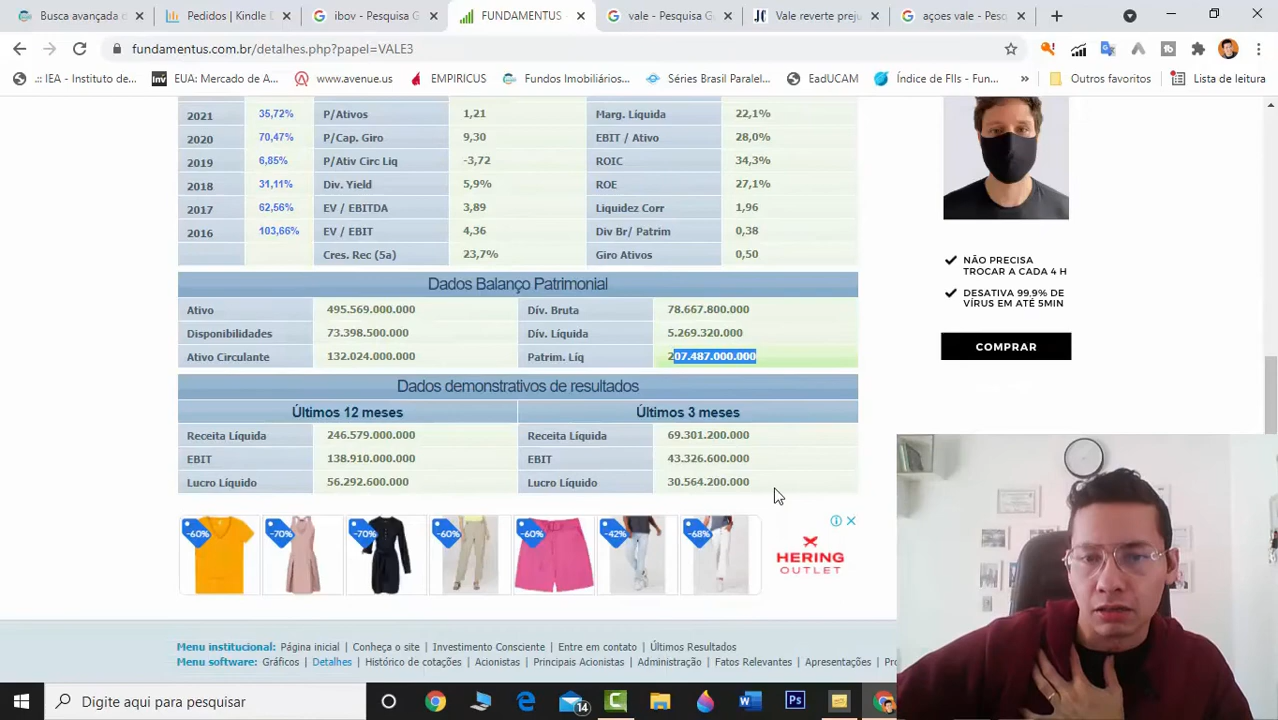 Busca avançada d
Pedidos | Kindle D
ibov - Pesquisa G
FUNDAMENTUS -
vale - Pesquisa G
Vale reverte preju
açoes vale - Pesq
fundamentus.com.br/detalhes.php?papel=VALE3
.:: IEA - Instituto de...
EUA: Mercado de A...
www.avenue.us
EMPIRICUS
Fundos Imobiliários...
Séries Brasil Paralel...
EadUCAM
Índice de FIIs - Fun...
»
Outros favoritos
Lista de leitura
2021 35,72% P/Ativos 1,21 Marg. Líquida 22,1%
2020 70,47% P/Cap. Giro 9,30 EBIT / Ativo 28,0%
2019 6,85% P/Ativ Circ Liq -3,72 ROIC 34,3%
2018 31,11% Div. Yield 5,9% ROE 27,1%
2017 62,56% EV / EBITDA 3,89 Liquidez Corr 1,96
2016 103,66% EV / EBIT 4,36 Div Br/ Patrim 0,38
Cres. Rec (5a) 23,7% Giro Ativos 0,50
Dados Balanço Patrimonial
Ativo 495.569.000.000 Dív. Bruta 78.667.800.000
Disponibilidades 73.398.500.000 Dív. Líquida 5.269.320.000
Ativo Circulante 132.024.000.000 Patrim. Líq 207.487.000.000
Dados demonstrativos de resultados
Últimos 12 meses Últimos 3 meses
Receita Líquida 246.579.000.000 Receita Líquida 69.301.200.000
EBIT 138.910.000.000 EBIT 43.326.600.000
Lucro Líquido 56.292.600.000 Lucro Líquido 30.564.200.000
NÃO PRECISA
TROCAR A CADA 4 H
DESATIVA 99,9% DE
VÍRUS EM ATÉ 5MIN
COMPRAR
-60% -70% -70% -60% -60% -42% -68%
HERING
OUTLET
Menu institucional: Página inicial | Conheça o site | Investimento Consciente | Entre em contato | Últimos Resultados
Menu software: Gráficos | Detalhes | Histórico de cotações | Acionistas | Principais Acionistas | Administração | Fatos Relevantes | Apresentações | Pro
Digite aqui para pesquisar
14